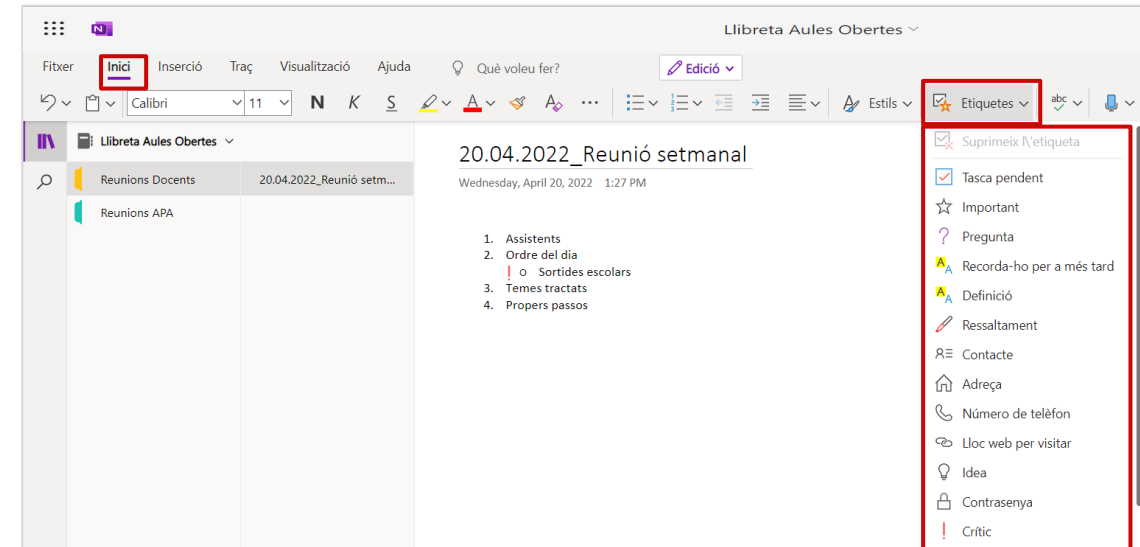 Llibreta Aules Obertes
Fitxer Inici Inserció Traç Visualització Ajuda Què voleu fer? Edició
Calibri 11 N K S A A Estils Etiquetes abc
Llibreta Aules Obertes
Reunions Docents
Reunions APA
20.04.2022_Reunió setm...
20.04.2022_Reunió setmanal
Wednesday, April 20, 2022 1:27 PM
1. Assistents
2. Ordre del dia
o Sortides escolars
3. Temes tractats
4. Propers passos
Suprimeix l\'etiqueta
Tasca pendent
Important
Pregunta
Recorda-ho per a més tard
Definició
Ressaltament
Contacte
Adreça
Número de telèfon
Lloc web per visitar
Idea
Contrasenya
Crític